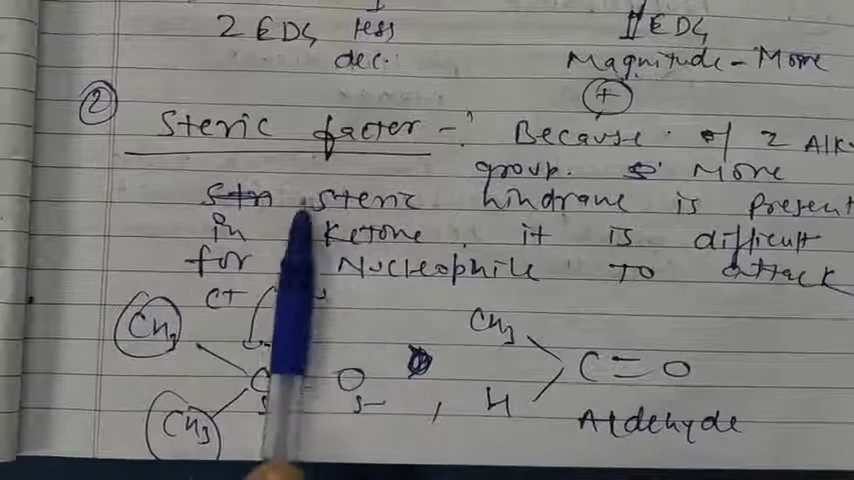 2 EDG less 1 EDG
dec. Magnitude - More
+
② Steric factor - : Because of 2 Alk
group. so More
steric hindrane is present
in Ketone. it is difficult
for Nucleophile to attack
C+
CH3 CH3
C O C=O
δ- , H
CH3 Aldehyde